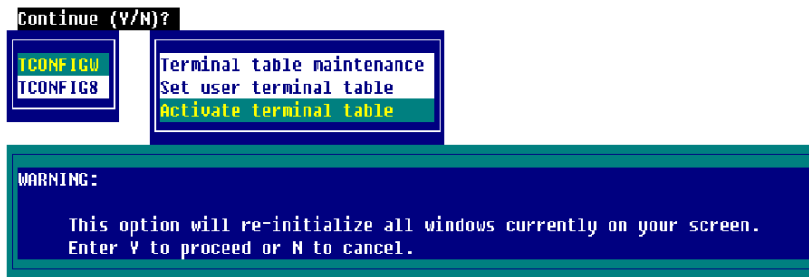 Continue (Y/N)?
TCONFIGW
TCONFIG8
Terminal table maintenance
Set user terminal table
Activate terminal table
WARNING:
This option will re-initialize all windows currently on your screen.
Enter Y to proceed or N to cancel.